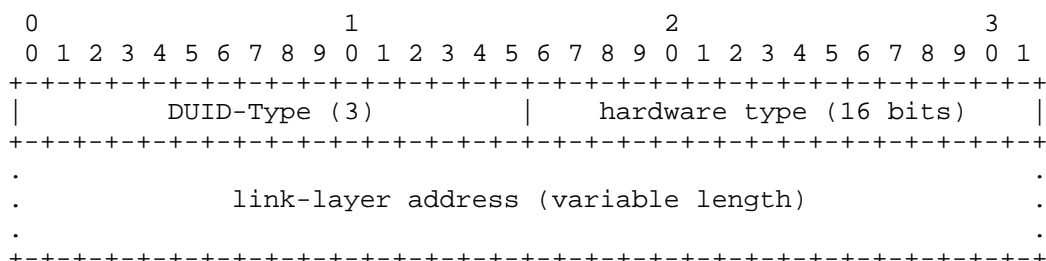 0                   1                   2                   3
 0 1 2 3 4 5 6 7 8 9 0 1 2 3 4 5 6 7 8 9 0 1 2 3 4 5 6 7 8 9 0 1
+-+-+-+-+-+-+-+-+-+-+-+-+-+-+-+-+-+-+-+-+-+-+-+-+-+-+-+-+-+-+-+-+
|         DUID-Type (3)         |    hardware type (16 bits)    |
+-+-+-+-+-+-+-+-+-+-+-+-+-+-+-+-+-+-+-+-+-+-+-+-+-+-+-+-+-+-+-+-+
.                                                               .
.             link-layer address (variable length)              .
.                                                               .
+-+-+-+-+-+-+-+-+-+-+-+-+-+-+-+-+-+-+-+-+-+-+-+-+-+-+-+-+-+-+-+-+